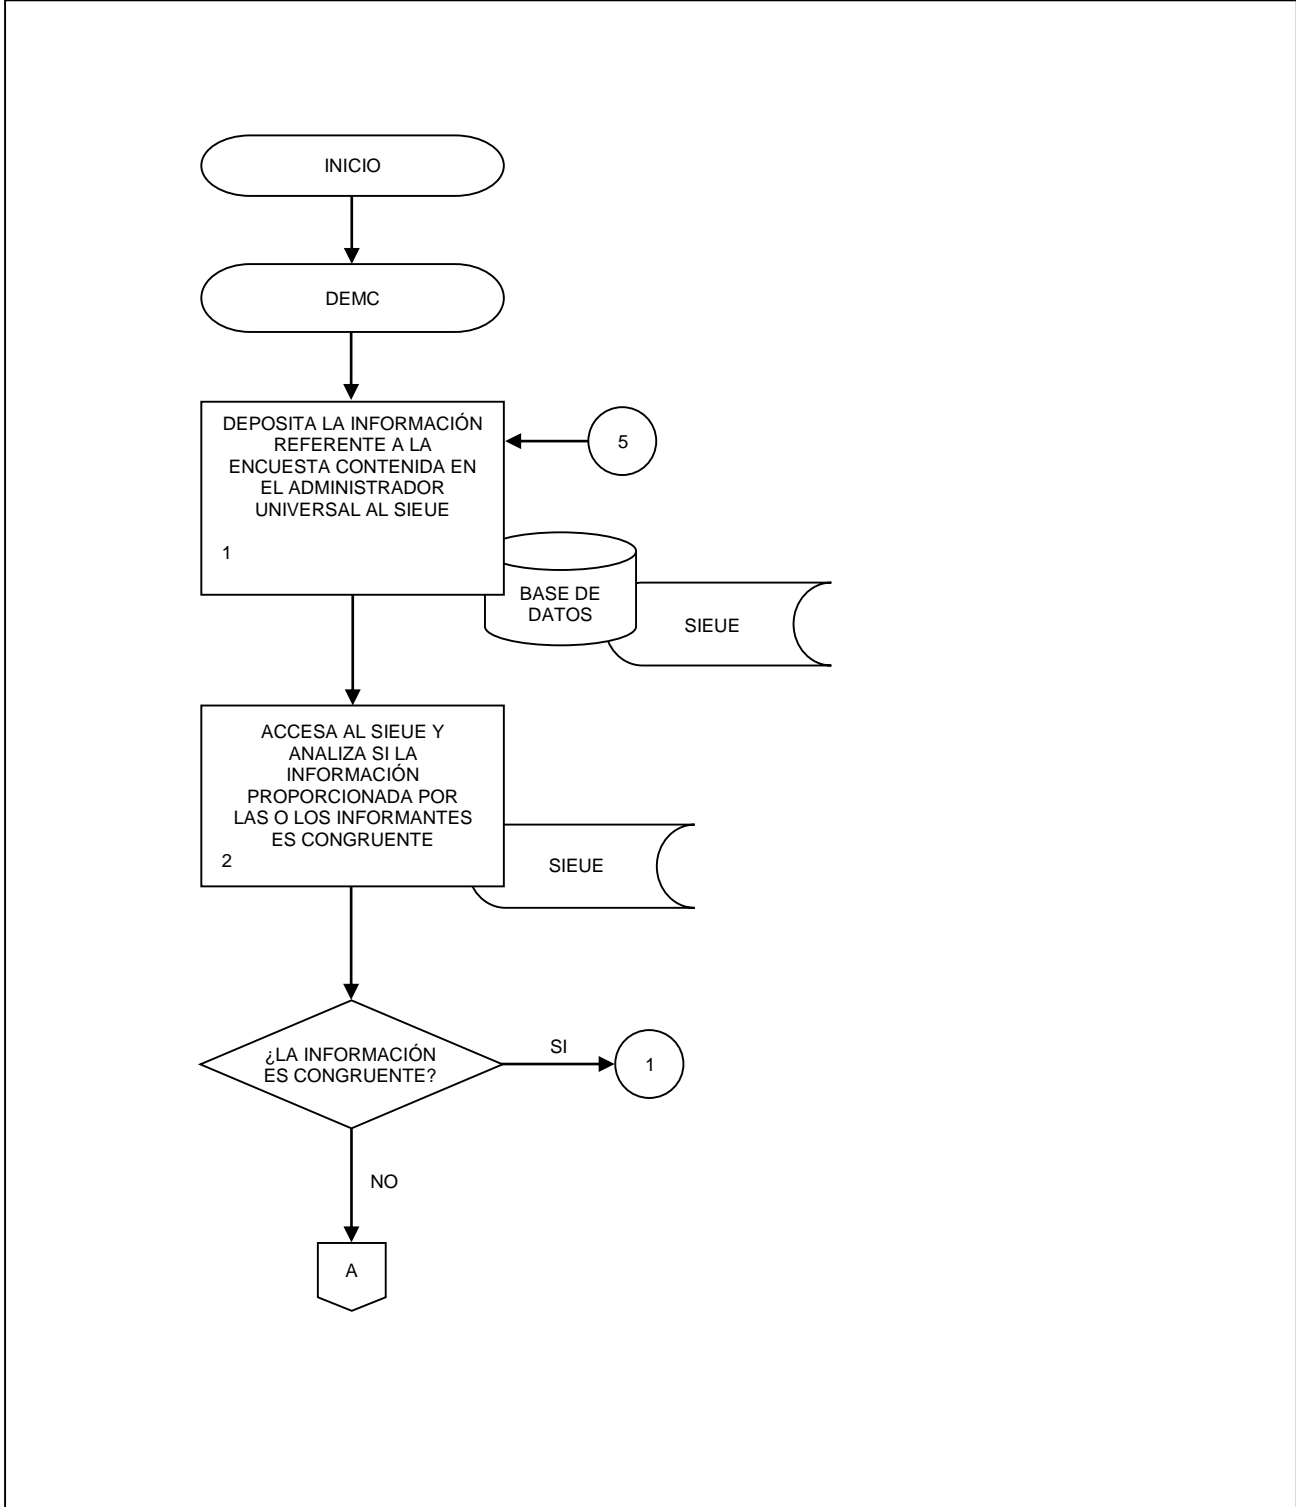 INICIO
DEMC
DEPOSITA LA INFORMACIÓN
REFERENTE A LA
ENCUESTA CONTENIDA EN
EL ADMINISTRADOR
UNIVERSAL AL SIEUE
1
5
BASE DE
DATOS
SIEUE
ACCESA AL SIEUE Y
ANALIZA SI LA
INFORMACIÓN
PROPORCIONADA POR
LAS O LOS INFORMANTES
ES CONGRUENTE
2
SIEUE
¿LA INFORMACIÓN
ES CONGRUENTE?
SI
1
NO
A